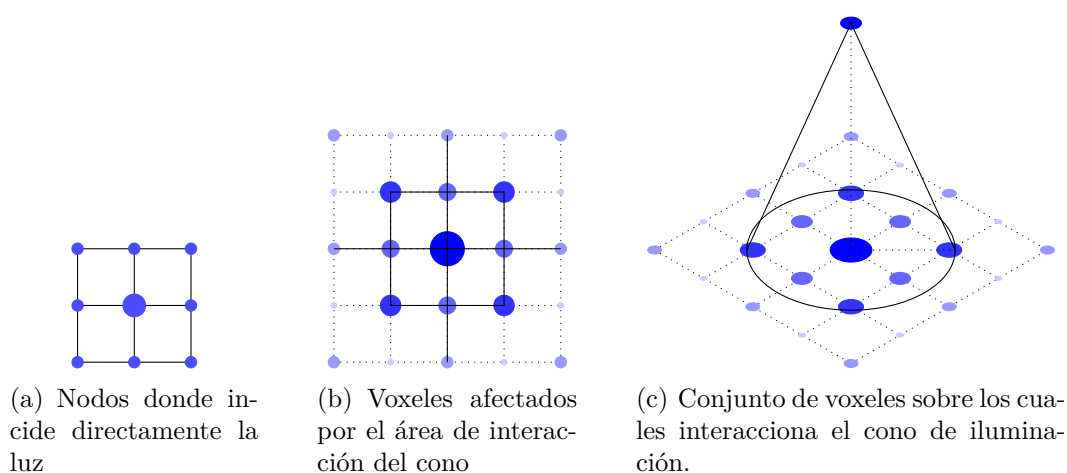 (a) Nodos donde in-
cide directamente la
luz
(b) Voxeles afectados
por el área de interac-
ción del cono
(c) Conjunto de voxeles sobre los cua-
les interacciona el cono de ilumina-
ción.